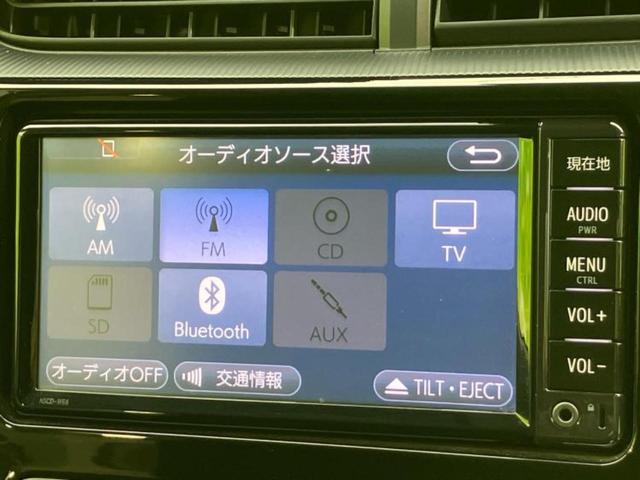 オーディオソース選択
現在地
AM
FM
CD
TV
AUDIO
PWR
MENU
CTRL
SD
Bluetooth
AUX
VOL+
オーディオOFF
交通情報
TILT・EJECT
VOL-